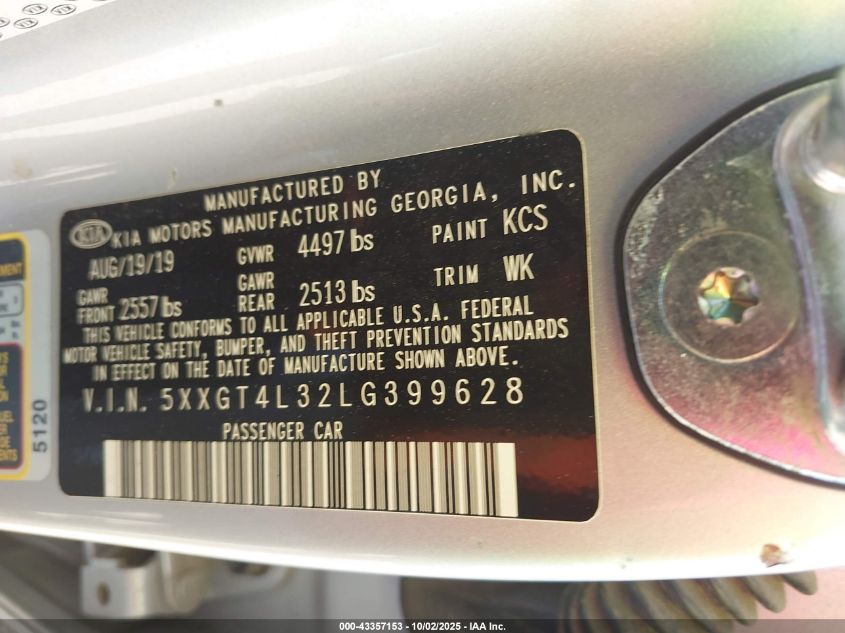 MANUFACTURED BY
KIA KIA MOTORS MANUFACTURING GEORGIA, INC.
AUG/19/19 GVWR 4497 lbs PAINT KCS
GAWR FRONT 2557 lbs GAWR REAR 2513 lbs TRIM WK
THIS VEHICLE CONFORMS TO ALL APPLICABLE U.S.A. FEDERAL
MOTOR VEHICLE SAFETY, BUMPER, AND THEFT PREVENTION STANDARDS
IN EFFECT ON THE DATE OF MANUFACTURE SHOWN ABOVE.
V.I.N. 5XXGT4L32LG399628
PASSENGER CAR
5120
000-43357153 - 10/02/2025 - IAA Inc.